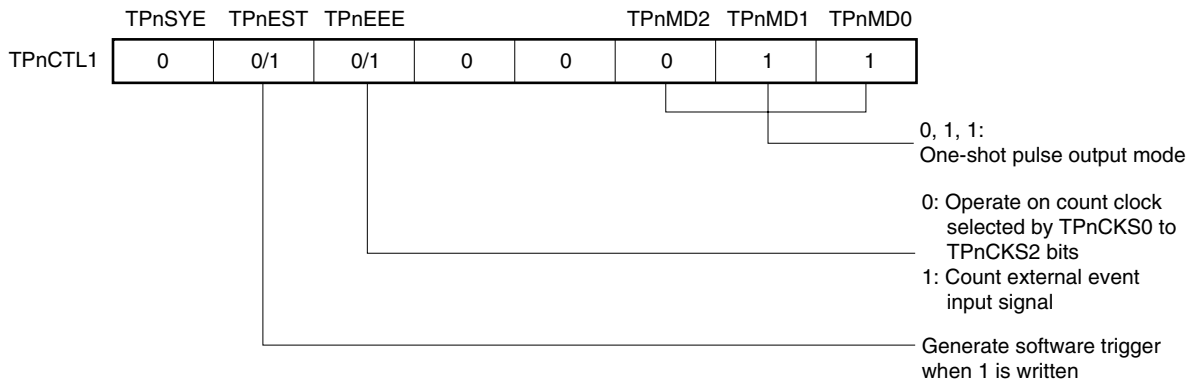 TPnSYE TPnEST TPnEEE TPnMD2 TPnMD1 TPnMD0
TPnCTL1 0 0/1 0/1 0 0 0 1 1
0, 1, 1:
One-shot pulse output mode
0: Operate on count clock
selected by TPnCKS0 to
TPnCKS2 bits
1: Count external event
input signal
Generate software trigger
when 1 is written